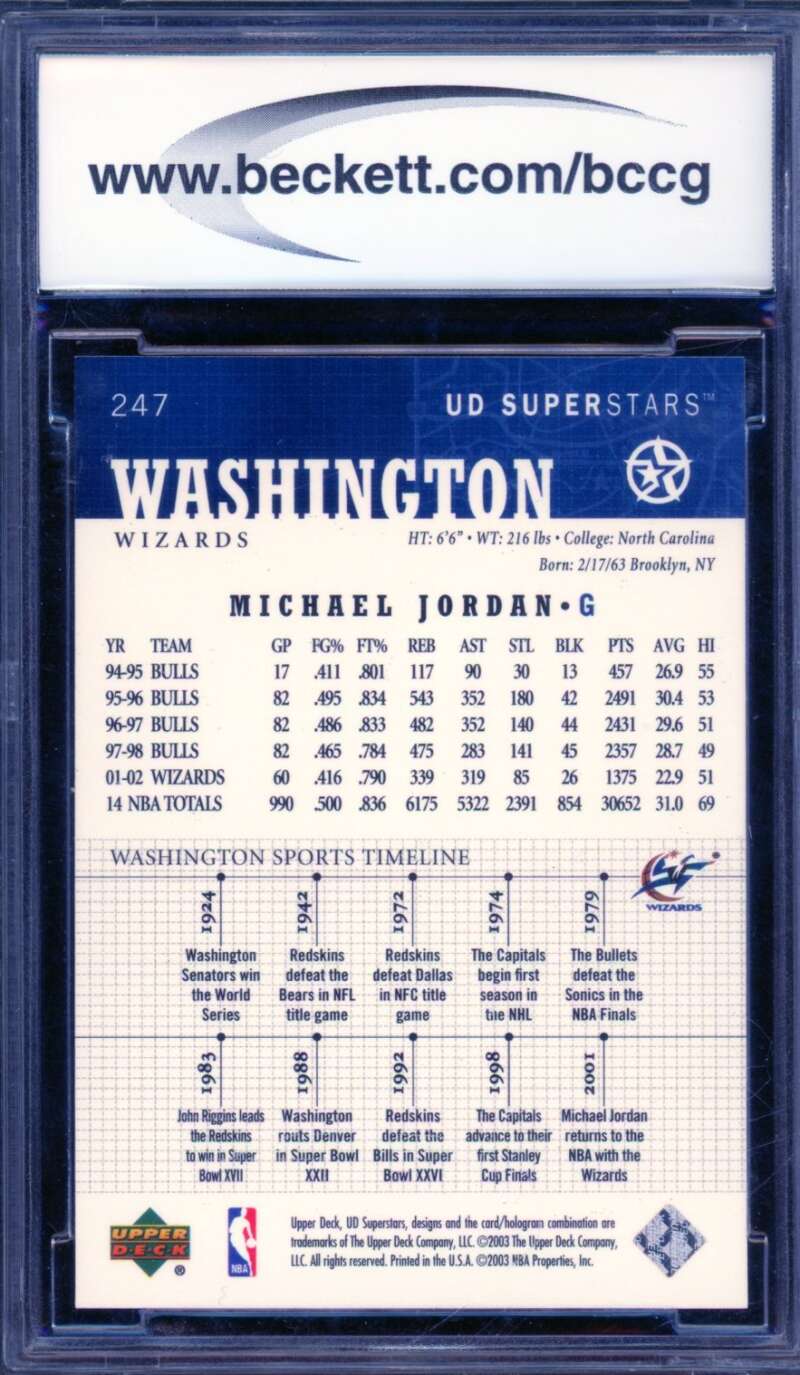 www.beckett.com/bccg
247
UD SUPERSTARS™
WASHINGTON
WIZARDS
HT: 6'6" • WT: 216 lbs • College: North Carolina
Born: 2/17/63 Brooklyn, NY
MICHAEL JORDAN • G
YR TEAM GP FG% FT% REB AST STL BLK PTS AVG HI
94-95 BULLS 17 .411 .801 117 90 30 13 457 26.9 55
95-96 BULLS 82 .495 .834 543 352 180 42 2491 30.4 53
96-97 BULLS 82 .486 .833 482 352 140 44 2431 29.6 51
97-98 BULLS 82 .465 .784 475 283 141 45 2357 28.7 49
01-02 WIZARDS 60 .416 .790 339 319 85 26 1375 22.9 51
14 NBA TOTALS 990 .500 .836 6175 5322 2391 854 30652 31.0 69
WASHINGTON SPORTS TIMELINE
WIZARDS
1924
Washington
Senators win
the World
Series
1942
Redskins
defeat the
Bears in NFL
title game
1972
Redskins
defeat Dallas
in NFC title
game
1974
The Capitals
begin first
season in
the NHL
1979
The Bullets
defeat the
Sonics in the
NBA Finals
1983
John Riggins leads
the Redskins
to win in Super
Bowl XVII
1988
Washington
routs Denver
in Super Bowl
XXII
1992
Redskins
defeat the
Bills in Super
Bowl XXVI
1998
The Capitals
advance to their
first Stanley
Cup Finals
2001
Michael Jordan
returns to the
NBA with the
Wizards
UPPER
DECK
®
NBA
Upper Deck, UD Superstars, designs and the card/hologram combination are
trademarks of The Upper Deck Company, LLC. ©2003 The Upper Deck Company,
LLC. All rights reserved. Printed in the U.S.A. ©2003 NBA Properties, Inc.